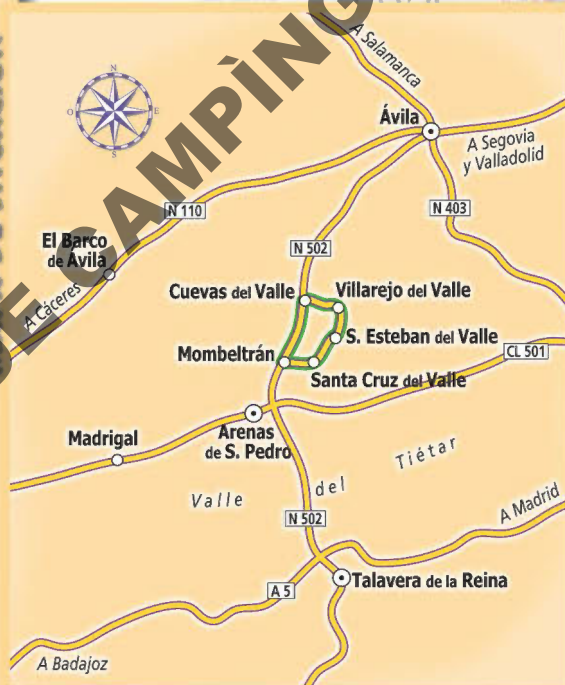 A Salamanca
DE CAMPÌNG
N
O
E
S
Ávila
A Segovia
y Valladolid
N 110
N 403
El Barco
de Ávila
N 502
A Cáceres
Cuevas del Valle
Villarejo del Valle
S. Esteban del Valle
Mombeltrán
CL 501
Santa Cruz del Valle
Arenas
de S. Pedro
Madrigal
Valle del Tiétar
N 502
A Madrid
Talavera de la Reina
A 5
A Badajoz